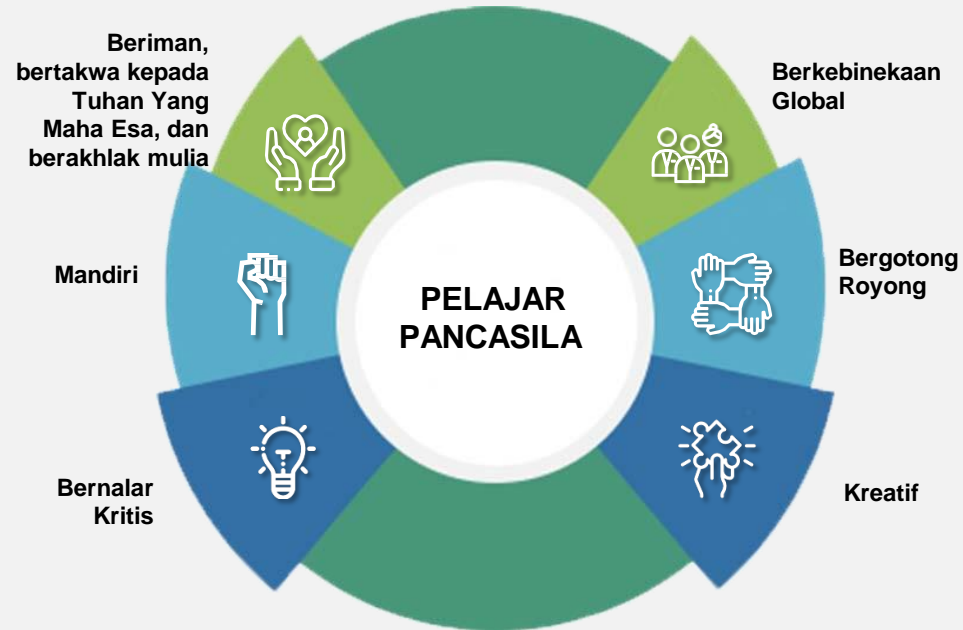 Beriman,
bertakwa kepada
Tuhan Yang
Maha Esa, dan
berakhlak mulia
Berkebinekaan
Global
Mandiri
PELAJAR
PANCASILA
Bergotong
Royong
Bernalar
Kritis
Kreatif